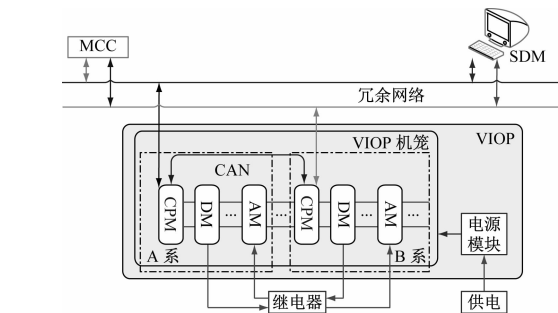 MCC
SDM
冗余网络
VIOP 机笼
VIOP
CAN
CPM
DM
...
AM
...
CPM
DM
...
AM
...
电源
模块
A 系
B 系
继电器
供电